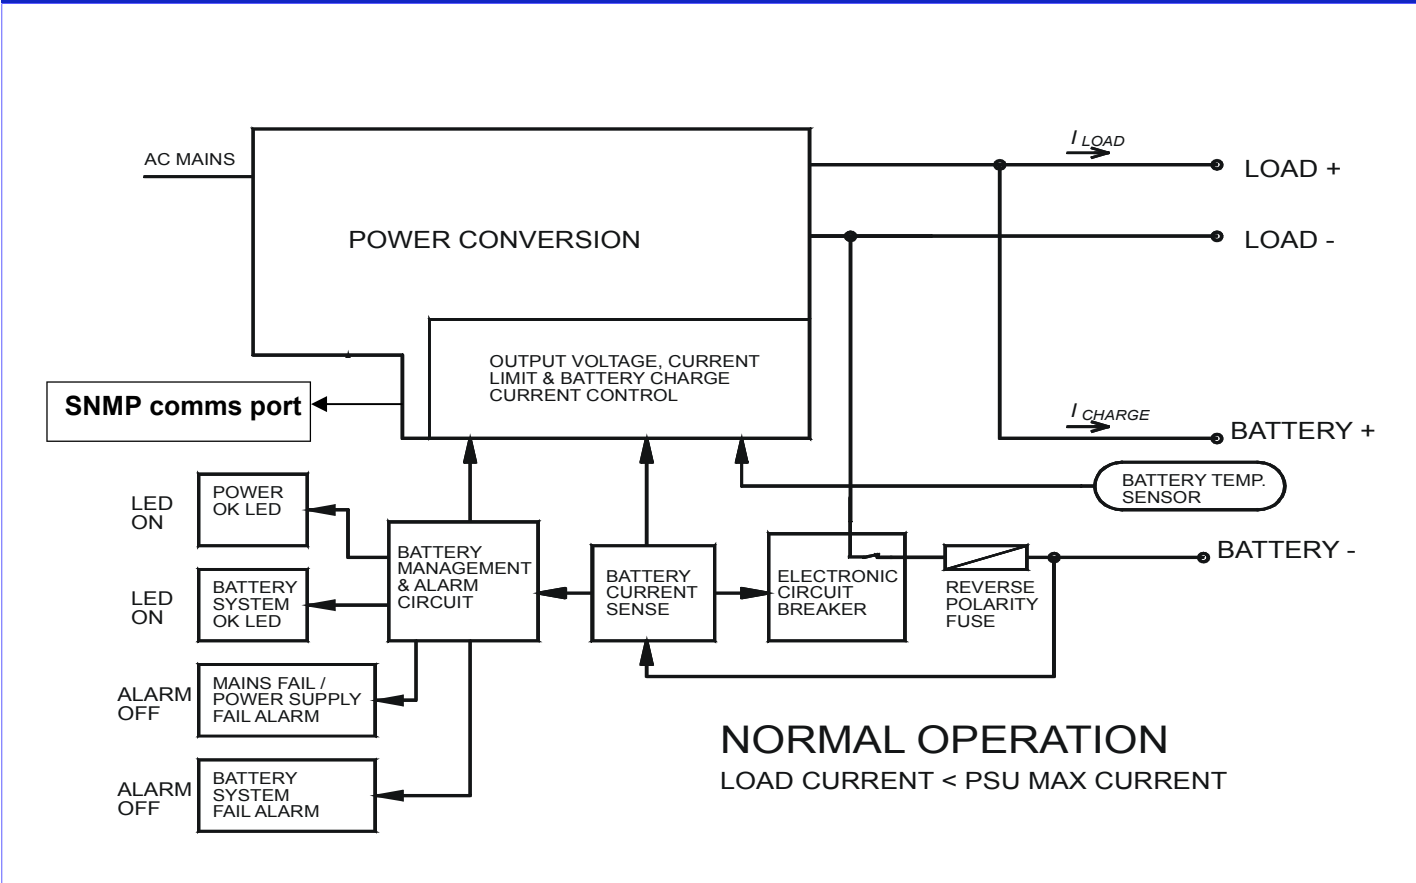 AC MAINS
I LOAD
LOAD +
POWER CONVERSION
LOAD -
OUTPUT VOLTAGE, CURRENT
LIMIT & BATTERY CHARGE
CURRENT CONTROL
SNMP comms port
I CHARGE
BATTERY +
BATTERY TEMP.
SENSOR
LED
ON
POWER
OK LED
BATTERY
MANAGEMENT
& ALARM
CIRCUIT
BATTERY
CURRENT
SENSE
ELECTRONIC
CIRCUIT
BREAKER
REVERSE
POLARITY
FUSE
BATTERY -
LED
ON
BATTERY
SYSTEM
OK LED
ALARM
OFF
MAINS FAIL /
POWER SUPPLY
FAIL ALARM
ALARM
OFF
BATTERY
SYSTEM
FAIL ALARM
NORMAL OPERATION
LOAD CURRENT < PSU MAX CURRENT